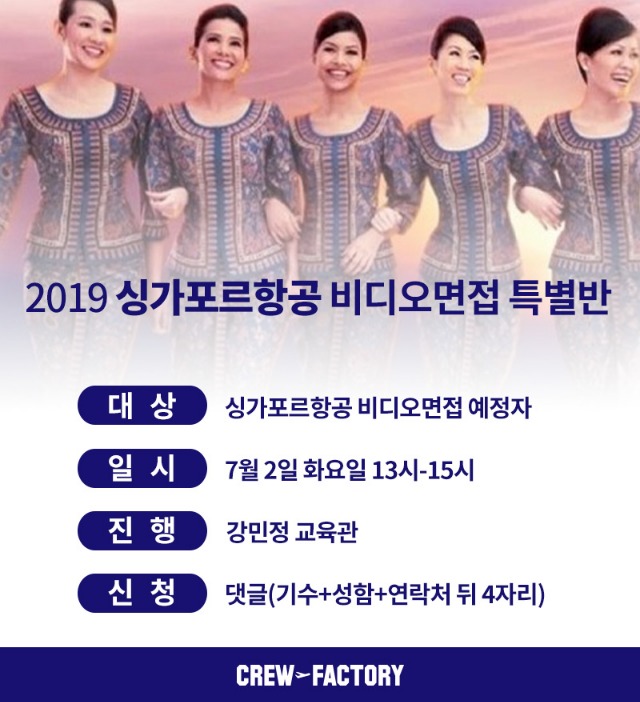 2019 싱가포르항공 비디오면접 특별반
대 상 싱가포르항공 비디오면접 예정자
일 시 7월 2일 화요일 13시-15시
진 행 강민정 교육관
신 청 댓글(기수+성함+연락처 뒤 4자리)
CREW FACTORY